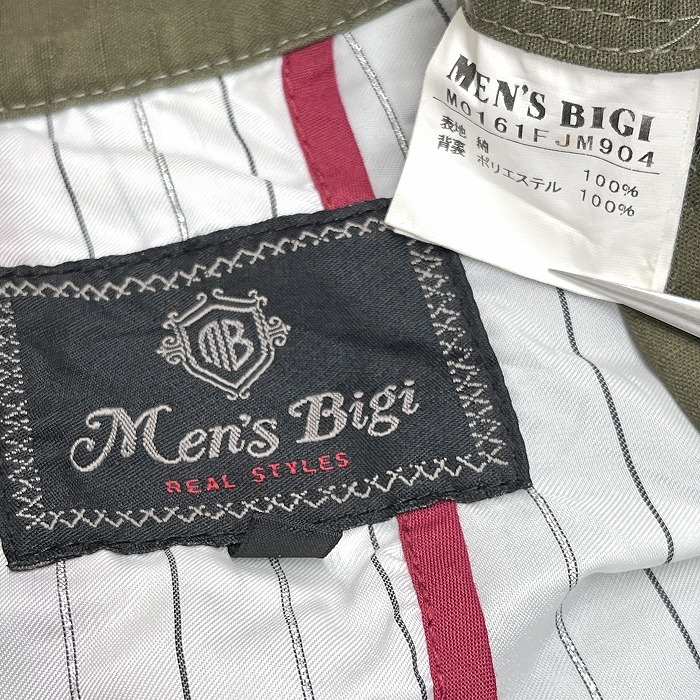 MEN'S BIGI
M0161FJM904
表地 綿 100%
背裏 ポリエステル 100%
MB
Men's Bigi
REAL STYLES